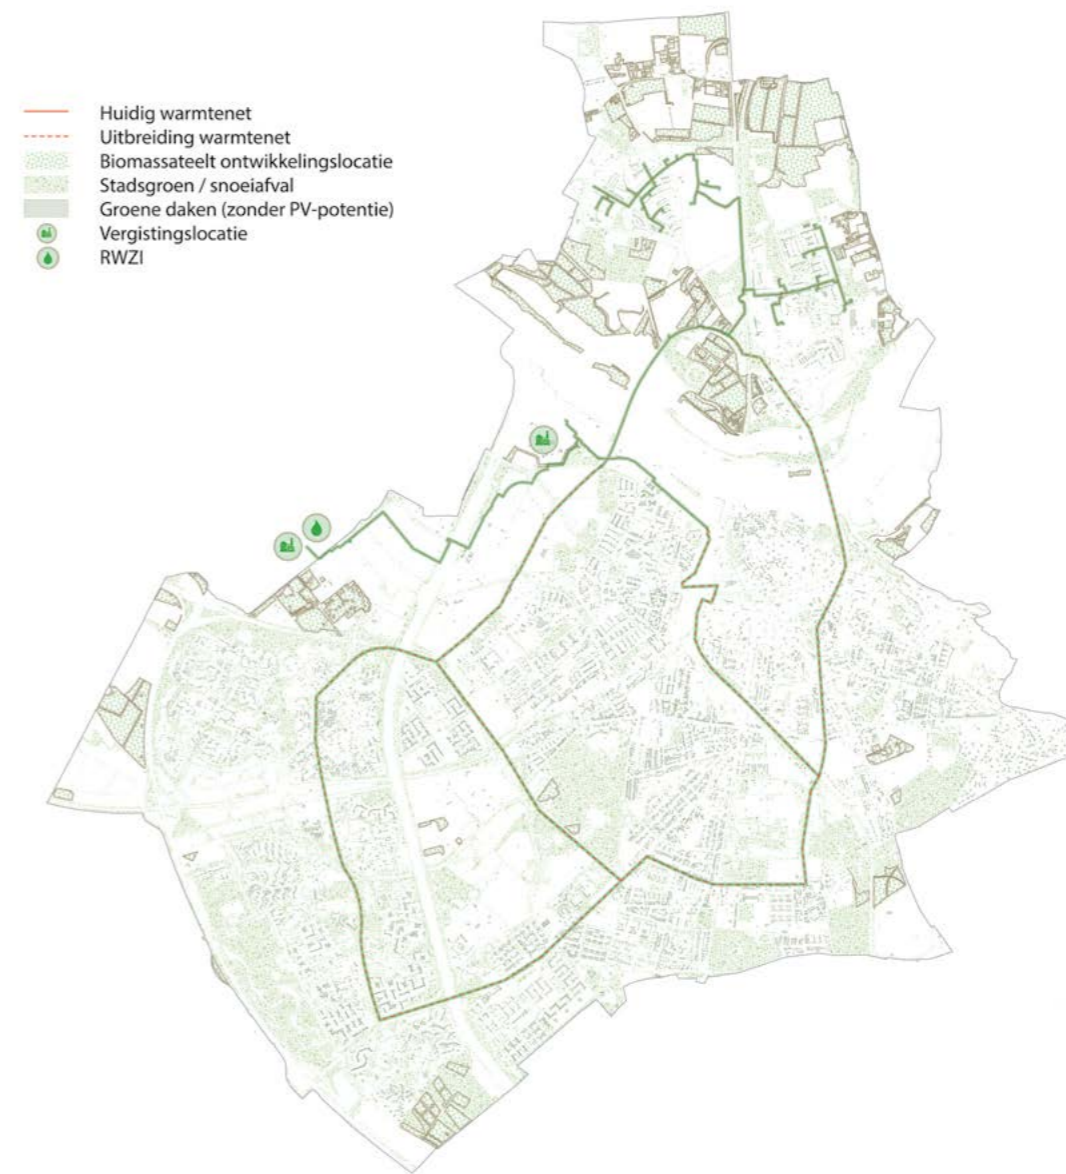 Huidig warmtenet
Uitbreiding warmtenet
Biomassateelt ontwikkelingslocatie
Stadsgroen / snoeiafval
Groene daken (zonder PV-potentie)
Vergistingslocatie
RWZI